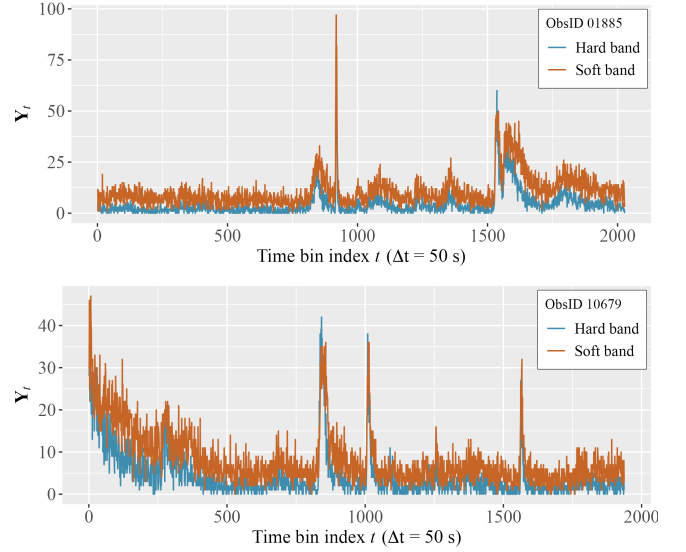 100
75
50
25
0
Y_t
ObsID 01885
Hard band
Soft band
0 500 1000 1500 2000
Time bin index t (Δt = 50 s)
40
30
20
10
0
Y_t
ObsID 10679
Hard band
Soft band
0 500 1000 1500 2000
Time bin index t (Δt = 50 s)